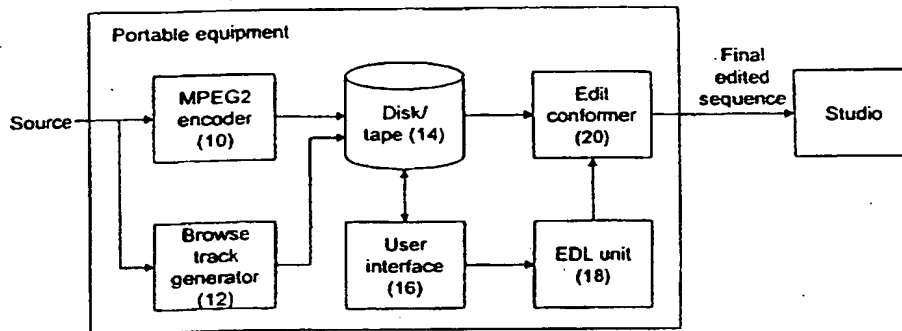 Portable equipment
Source
MPEG2
encoder
(10)
Disk/
tape (14)
Edit
conformer
(20)
Final
edited
sequence
Studio
Browse
track
generator
(12)
User
interface
(16)
EDL unit
(18)